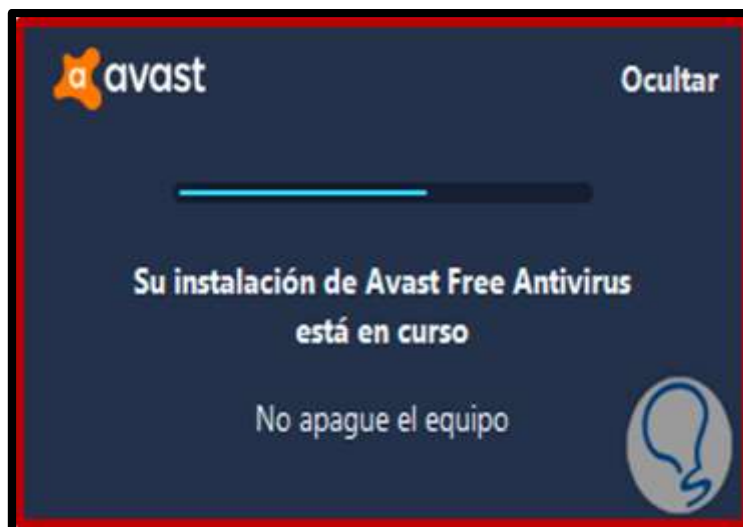 avast
Ocultar
Su instalación de Avast Free Antivirus
está en curso
No apague el equipo